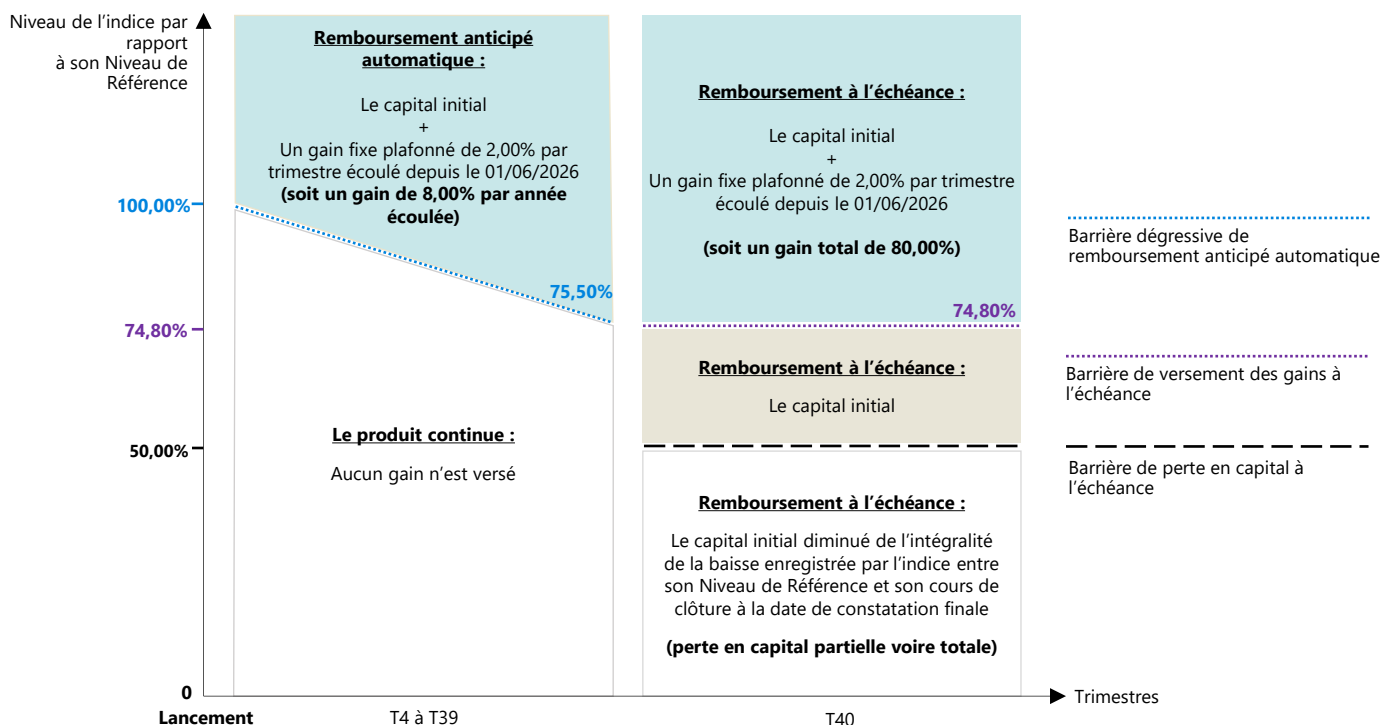 Niveau de l’indice par
rapport
à son Niveau de
Référence
Remboursement anticipé
automatique :
Le capital initial
+
Un gain fixe plafonné de 2,00% par
trimestre écoulé depuis le 01/06/2026
(soit un gain de 8,00% par année
écoulée)
Remboursement à l’échéance :
Le capital initial
+
Un gain fixe plafonné de 2,00% par trimestre
écoulé depuis le 01/06/2026
(soit un gain total de 80,00%)
100,00%
75,50%
74,80%
74,80%
Barrière dégressive de
remboursement anticipé automatique
Remboursement à l’échéance :
Le capital initial
Barrière de versement des gains à
l’échéance
Le produit continue :
Aucun gain n’est versé
50,00%
Barrière de perte en capital à
l’échéance
Remboursement à l’échéance :
Le capital initial diminué de l’intégralité
de la baisse enregistrée par l’indice entre
son Niveau de Référence et son cours de
clôture à la date de constatation finale
(perte en capital partielle voire totale)
0
Trimestres
Lancement
T4 à T39
T40